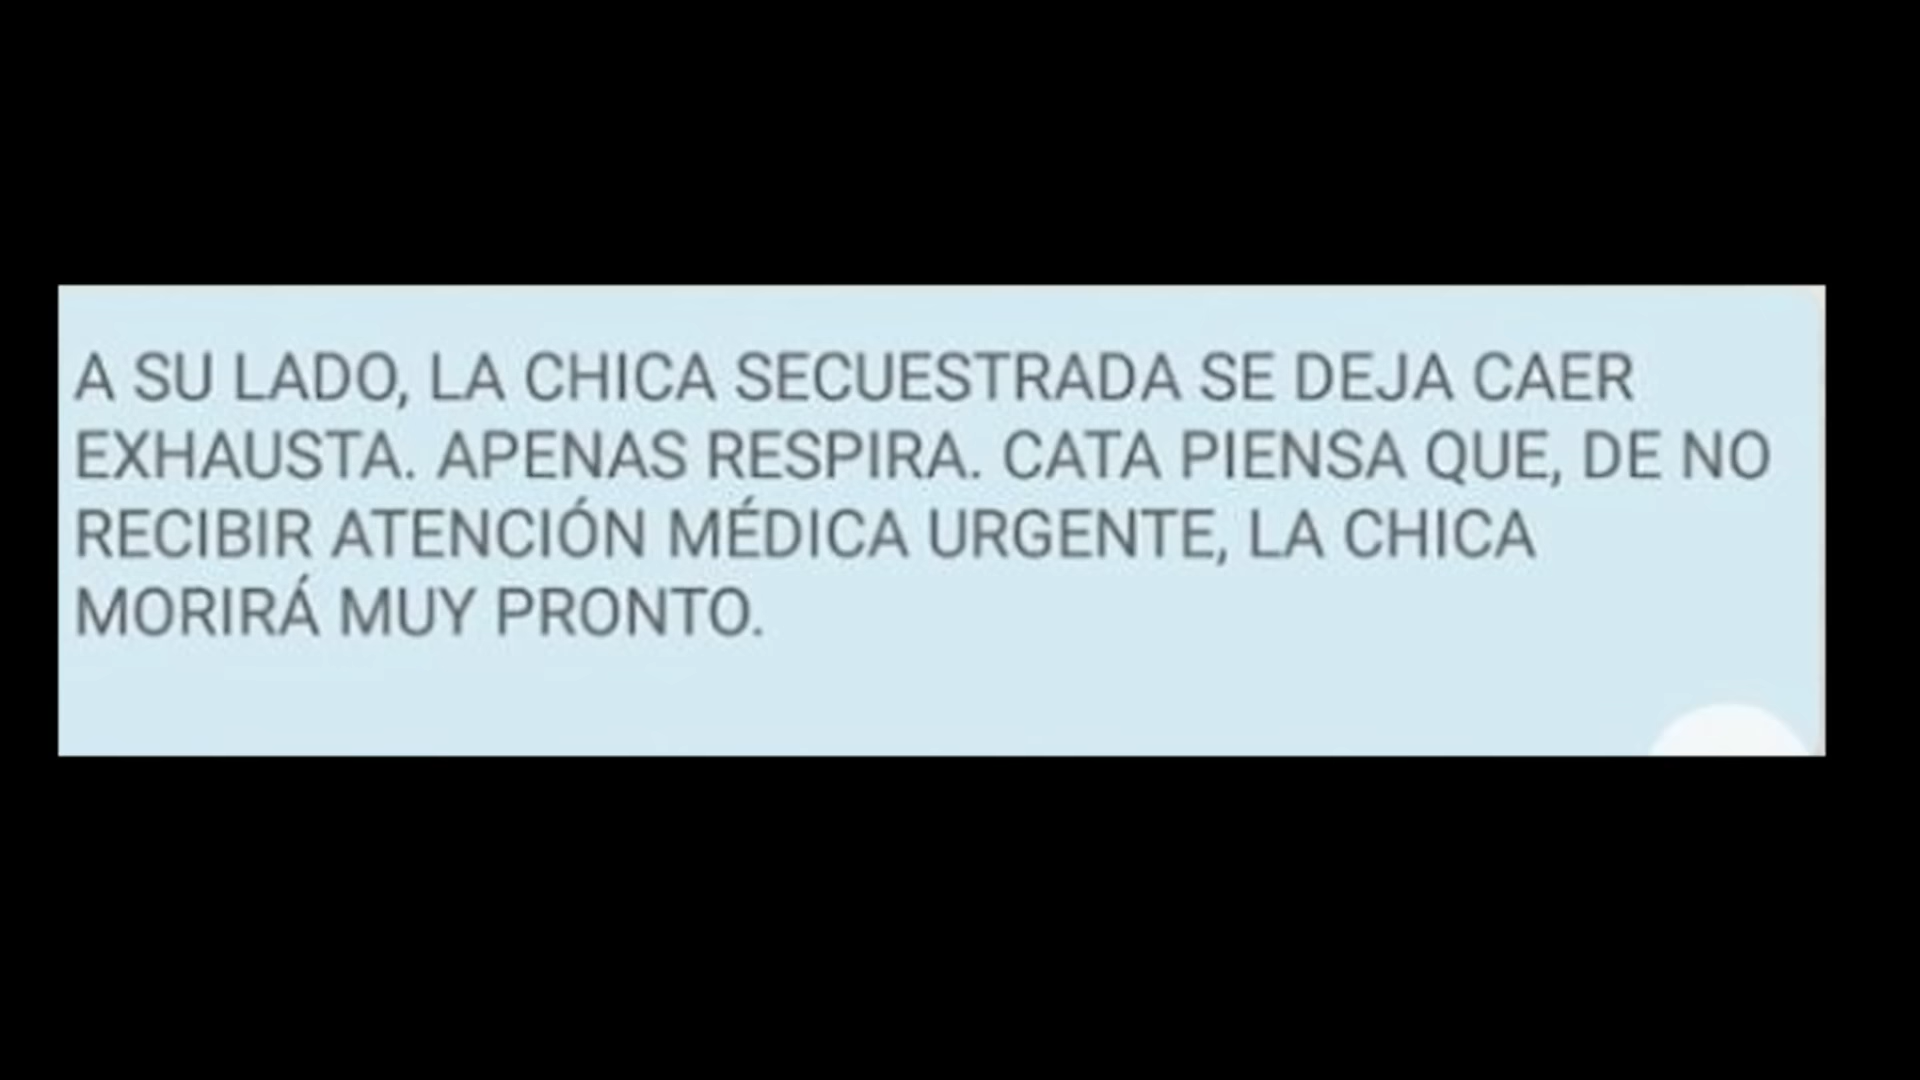 A SU LADO, LA CHICA SECUESTRADA SE DEJA CAER
EXHAUSTA. APENAS RESPIRA. CATA PIENSA QUE, DE NO
RECIBIR ATENCIÓN MÉDICA URGENTE, LA CHICA
MORIRÁ MUY PRONTO.